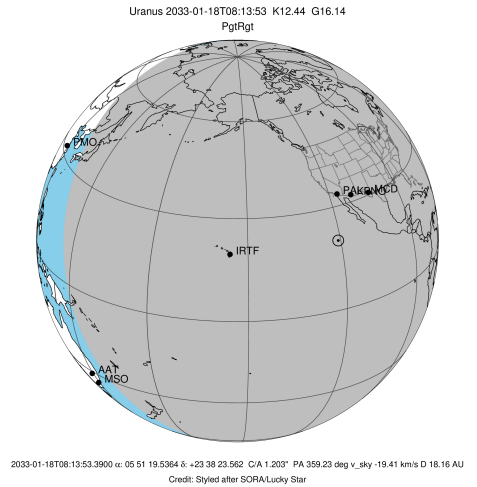 Uranus 2033-01-18T08:13:53  K12.44  G16.14
PgtRgt
PMO
MCD
IRTF
AAT
MSO
2033-01-18T08:13:53.3900 α: 05 51 19.5364 δ: +23 38 23.562  C/A 1.203"  PA 359.23 deg v_sky -19.41 km/s D 18.16 AU
Credit: Styled after SORA/Lucky Star